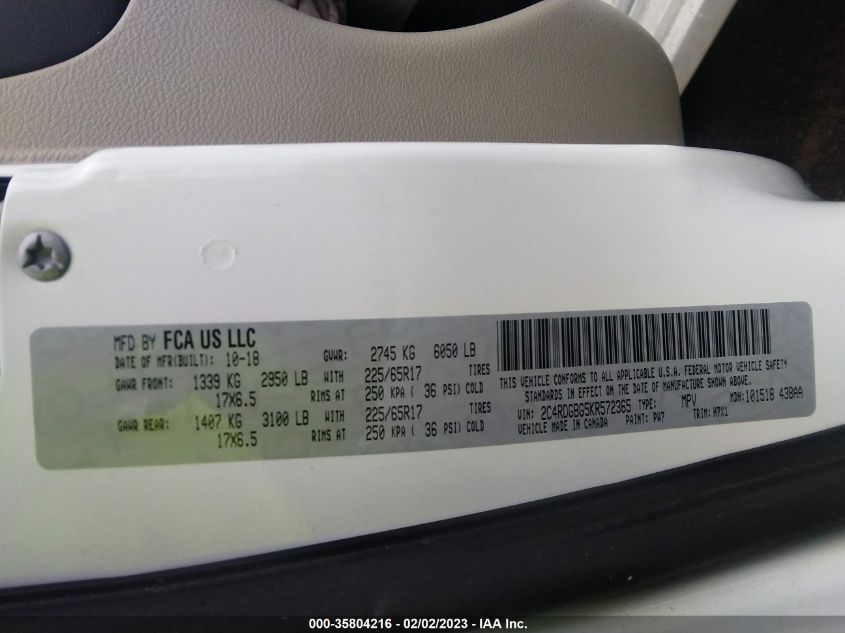 MFD BY FCA US LLC
DATE OF MFR(BUILT): 10-18 GVWR: 2745 KG 6050 LB
GAWR FRONT: 1339 KG 2950 LB WITH 225/65R17 TIRES
17X6.5 RIMS AT 250 KPA ( 36 PSI) COLD
GAWR REAR: 1407 KG 3100 LB WITH 225/65R17 TIRES
17X6.5 RIMS AT 250 KPA ( 36 PSI) COLD
THIS VEHICLE CONFORMS TO ALL APPLICABLE U.S.A. FEDERAL MOTOR VEHICLE SAFETY
STANDARDS IN EFFECT ON THE DATE OF MANUFACTURE SHOWN ABOVE.
VIN: 2C4RDGBG5KR572365 TYPE: MPV MDH: 101518 438AA
VEHICLE MADE IN CANADA PAINT: PW7 TRIM: H7X1
000-35804216 - 02/02/2023 - IAA Inc.